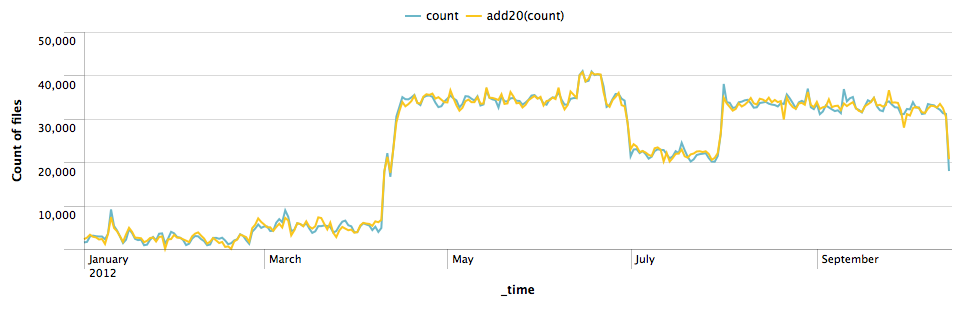 count add20(count)
50,000
40,000
30,000
20,000
10,000
Count of files
January March May July September
2012
_time